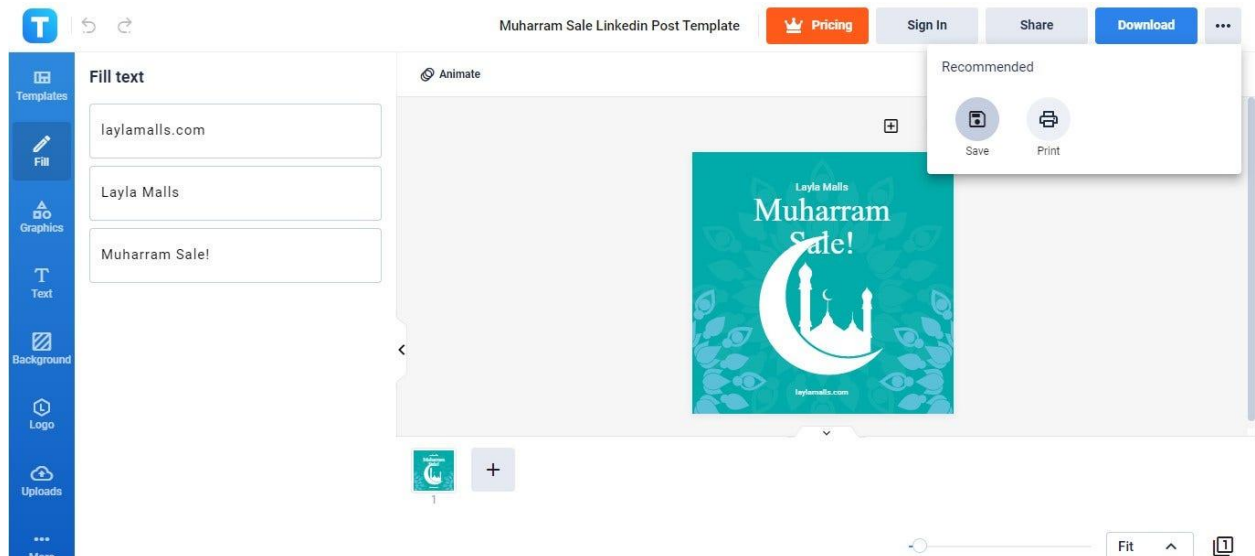 T
Muharram Sale Linkedin Post Template
Pricing
Sign In
Share
Download
Recommended
Save
Print
Templates
Fill
Graphics
Text
Background
Logo
Uploads
Fill text
laylamalls.com
Layla Malls
Muharram Sale!
Animate
Layla Malls
Muharram
Sale!
laylamalls.com
1
Fit
1